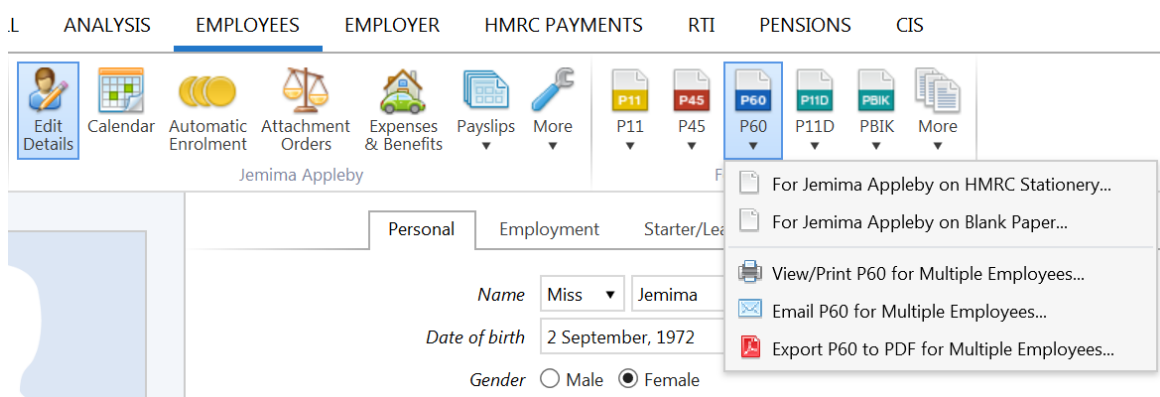 ANALYSIS EMPLOYEES EMPLOYER HMRC PAYMENTS RTI PENSIONS CIS
P11 P45 P60 P11D PBIK
Edit Calendar Automatic Attachment Expenses Payslips More P11 P45 P60 P11D PBIK More
Details Enrolment Orders & Benefits
Jemima Appleby F
For Jemima Appleby on HMRC Stationery...
For Jemima Appleby on Blank Paper...
View/Print P60 for Multiple Employees...
Email P60 for Multiple Employees...
Export P60 to PDF for Multiple Employees...
Personal Employment Starter/Lea
Name Miss Jemima
Date of birth 2 September, 1972
Gender Male Female